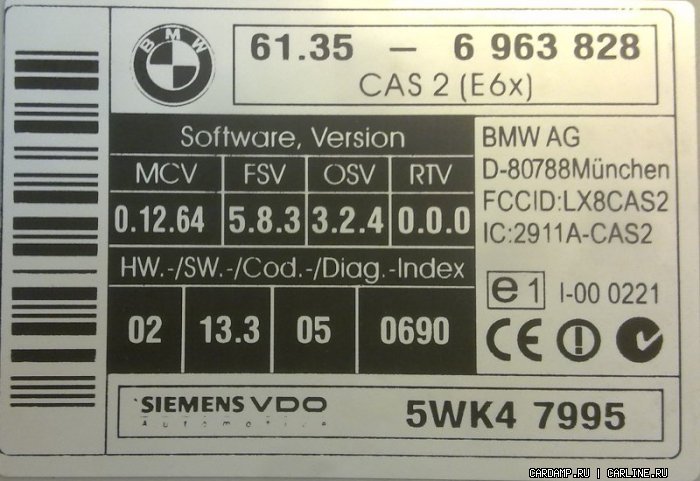 BMW
61.35 – 6 963 828
CAS 2 (E6x)
Software, Version
MCV FSV OSV RTV
0.12.64 5.8.3 3.2.4 0.0.0
HW.-/SW.-/Cod.-/Diag.-Index
02 13.3 05 0690
BMW AG
D-80788München
FCCID:LX8CAS2
IC:2911A-CAS2
e1 I-00 0221
CE
SIEMENS VDO
Automotive
5WK4 7995
CARDAMP.RU | CARLINE.RU